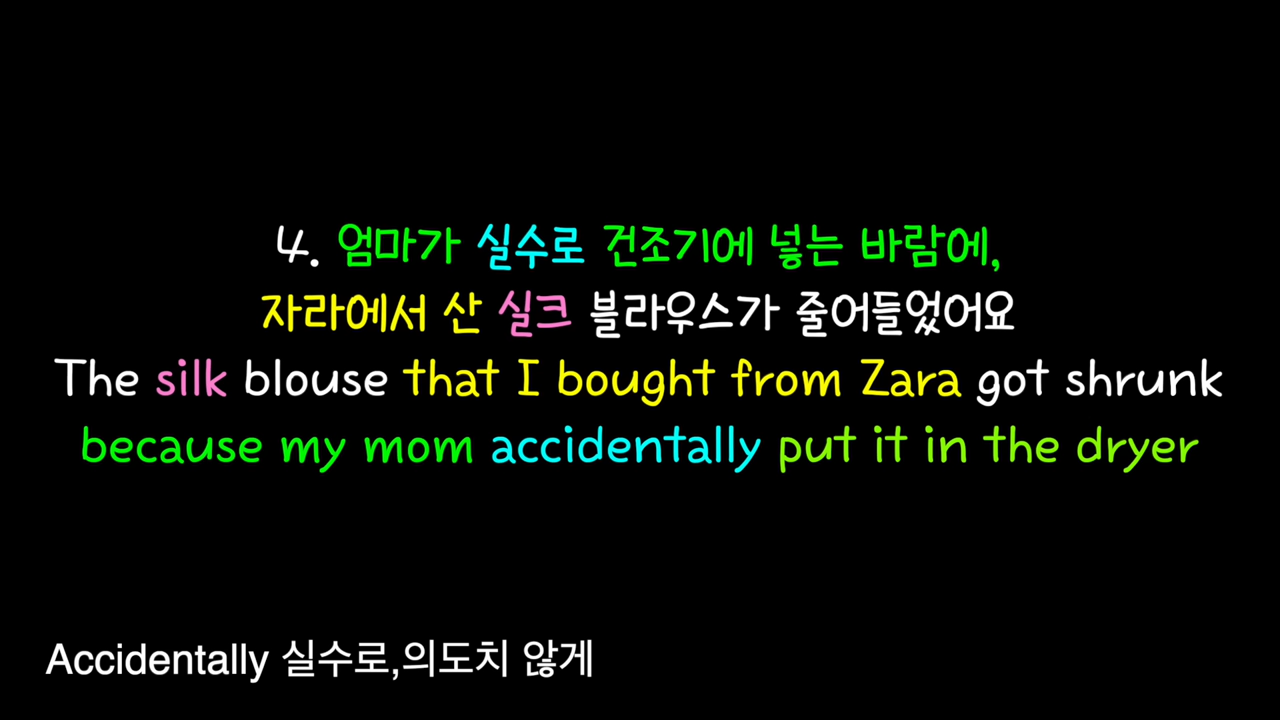 4. 엄마가 실수로 건조기에 넣는 바람에,
자라에서 산 실크 블라우스가 줄어들었어요
The silk blouse that I bought from Zara got shrunk
because my mom accidentally put it in the dryer
Accidentally 실수로,의도치 않게